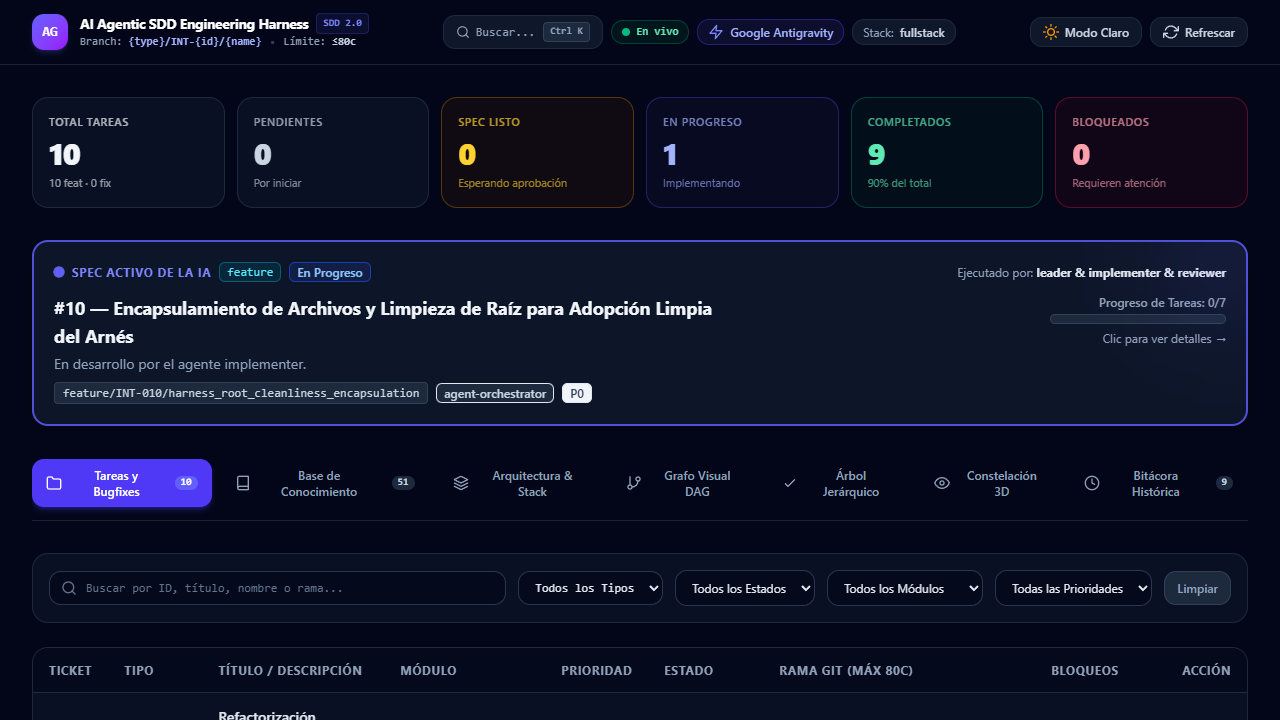 AG
AI Agentic SDD Engineering Harness
SDD 2.0
Branch: {type}/INT-{id}/{name} • Límite: ≤80c
Buscar...
Ctrl K
En vivo
Google Antigravity
Stack: fullstack
Modo Claro
Refrescar
TOTAL TAREAS
10
10 feat · 0 fix
PENDIENTES
0
Por iniciar
SPEC LISTO
0
Esperando aprobación
EN PROGRESO
1
Implementando
COMPLETADOS
9
90% del total
BLOQUEADOS
0
Requieren atención
SPEC ACTIVO DE LA IA
feature
En Progreso
#10 — Encapsulamiento de Archivos y Limpieza de Raíz para Adopción Limpia
del Arnés
En desarrollo por el agente implementer.
feature/INT-010/harness_root_cleanliness_encapsulation
agent-orchestrator
P0
Ejecutado por: leader & implementer & reviewer
Progreso de Tareas: 0/7
Clic para ver detalles →
Tareas y
Bugfixes
10
Base de
Conocimiento
51
Arquitectura &
Stack
Grafo Visual
DAG
Árbol
Jerárquico
Constelación
3D
Bitácora
Histórica
9
Buscar por ID, título, nombre o rama...
Todos los Tipos
Todos los Estados
Todos los Módulos
Todas las Prioridades
Limpiar
TICKET
TIPO
TÍTULO / DESCRIPCIÓN
MÓDULO
PRIORIDAD
ESTADO
RAMA GIT (MÁX 80C)
BLOQUEOS
ACCIÓN
Refactorización